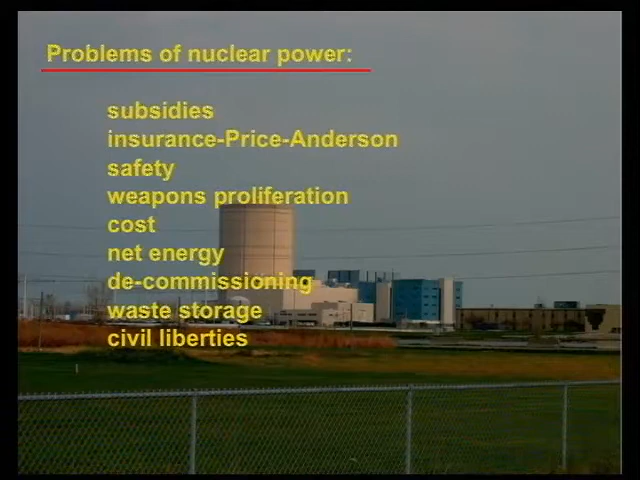 Problems of nuclear power:
subsidies
insurance-Price-Anderson
safety
weapons proliferation
cost
net energy
de-commissioning
waste storage
civil liberties